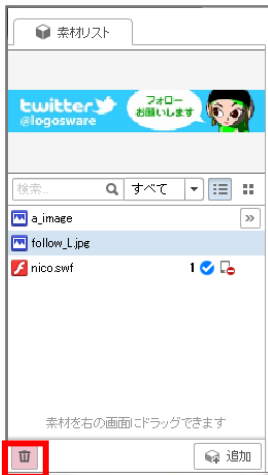 素材リスト
twitter
@logosware
フォロー
お願いします
検索...
すべて
a_image
follow_L.jpg
nico.swf 1
素材を右の画面にドラッグできます
追加